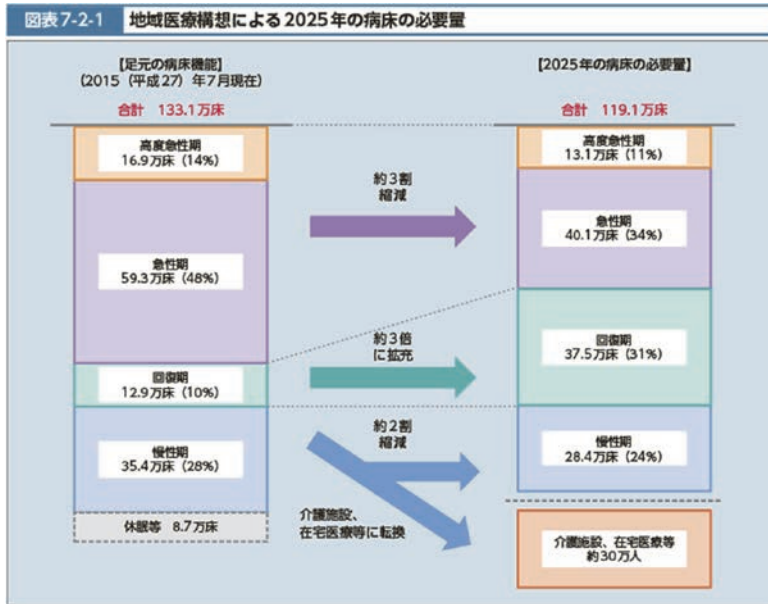 図表7-2-1 地域医療構想による2025年の病床の必要量
【足元の病床機能】
(2015（平成27）年7月現在)
合計 133.1万床
高度急性期
16.9万床（14%）
急性期
59.3万床（48%）
回復期
12.9万床（10%）
慢性期
35.4万床（28%）
休眠等 8.7万床
約3割
縮減
約3倍
に拡充
約2割
縮減
介護施設、
在宅医療等に転換
【2025年の病床の必要量】
合計 119.1万床
高度急性期
13.1万床（11%）
急性期
40.1万床（34%）
回復期
37.5万床（31%）
慢性期
28.4万床（24%）
介護施設、在宅医療等
約30万人